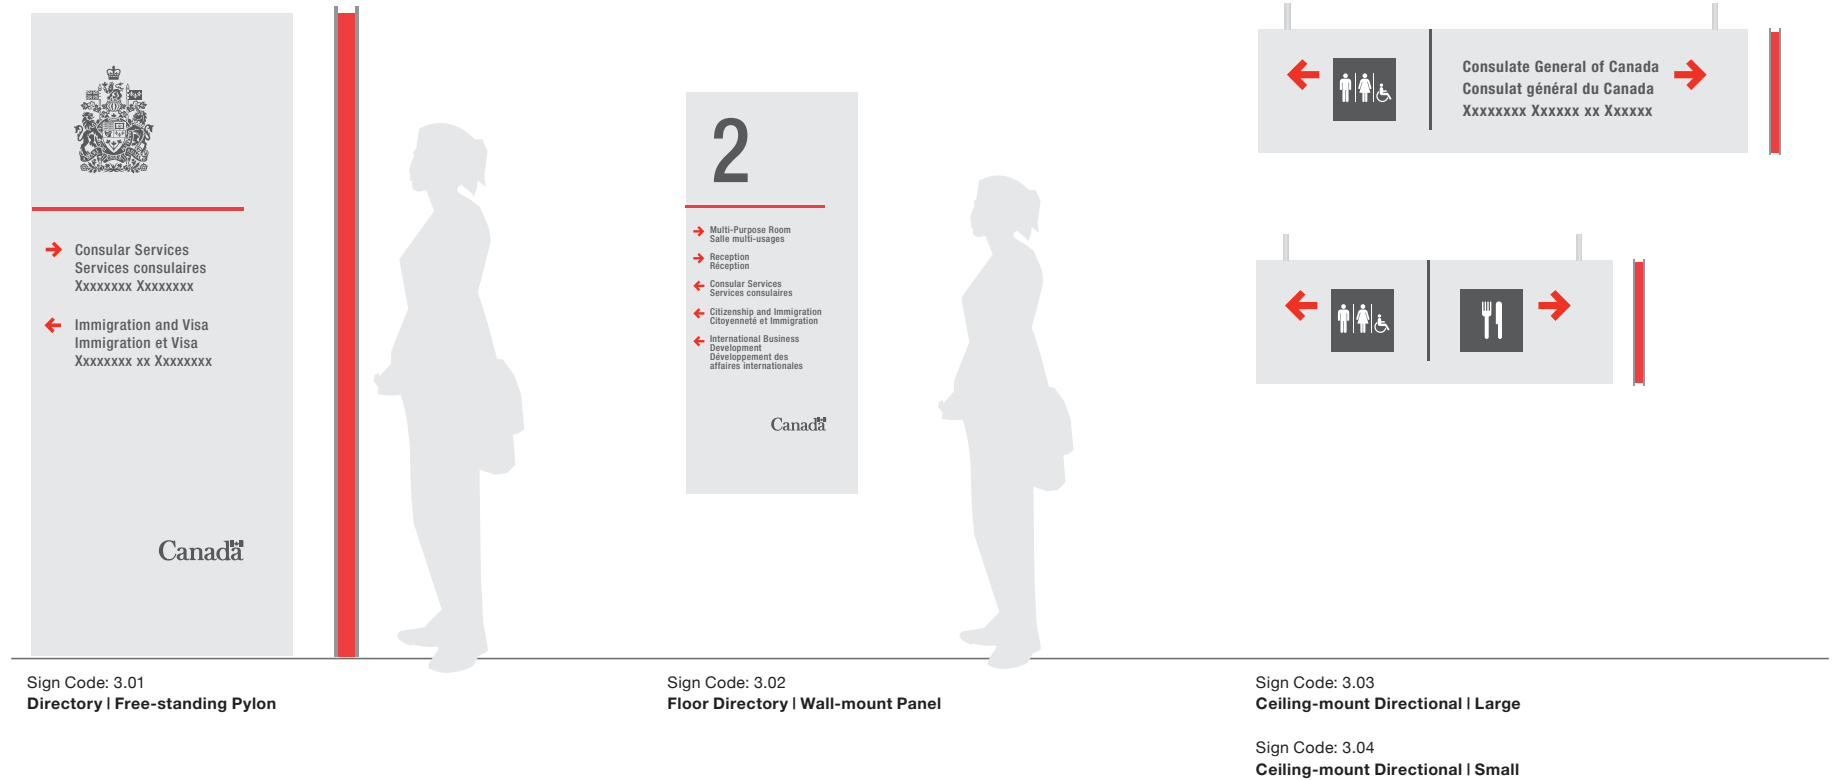 Consular Services
Services consulaires
Xxxxxxxx Xxxxxxxx
Immigration and Visa
Immigration et Visa
Xxxxxxxx xx Xxxxxxxx
Canada
Sign Code: 3.01
Directory | Free-standing Pylon
2
Multi-Purpose Room
Salle multi-usages
Reception
Réception
Consular Services
Services consulaires
Citizenship and Immigration
Citoyenneté et Immigration
International Business
Development
Développement des
affaires internationales
Canada
Sign Code: 3.02
Floor Directory | Wall-mount Panel
Consulate General of Canada
Consulat général du Canada
Xxxxxxxx Xxxxxx xx Xxxxxx
Sign Code: 3.03
Ceiling-mount Directional | Large
Sign Code: 3.04
Ceiling-mount Directional | Small